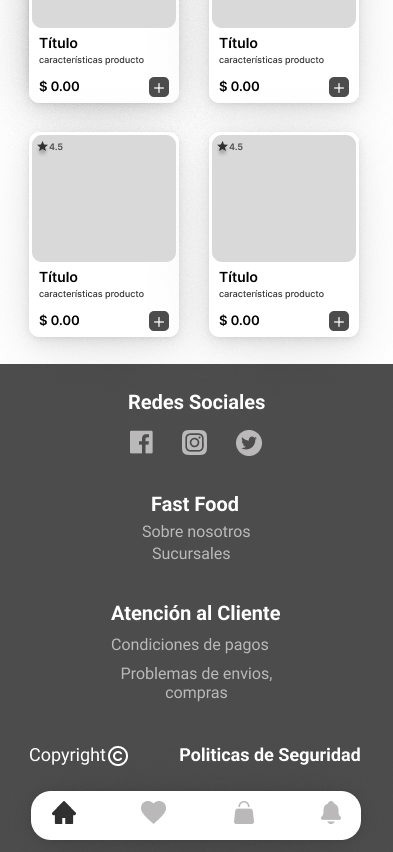 Título Título
características producto características producto
$ 0.00 $ 0.00
4.5 4.5
Título Título
características producto características producto
$ 0.00 $ 0.00
Redes Sociales
Fast Food
Sobre nosotros
Sucursales
Atención al Cliente
Condiciones de pagos
Problemas de envios,
compras
Copyright© Politicas de Seguridad